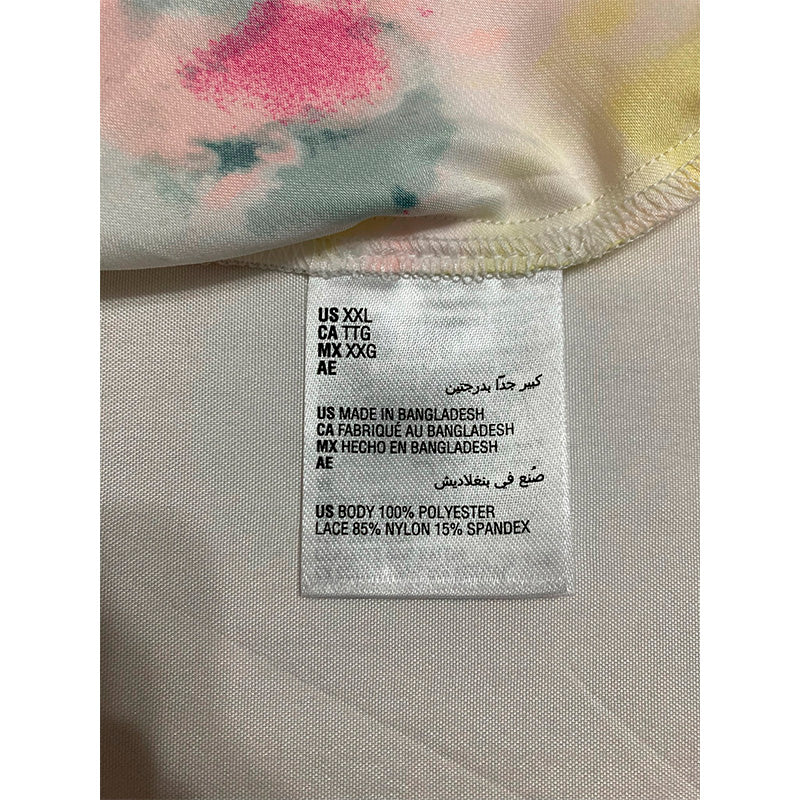 US XXL
CA TTG
MX XXG
AE
كبير جدًا بدرجتين
US MADE IN BANGLADESH
CA FABRIQUÉ AU BANGLADESH
MX HECHO EN BANGLADESH
AE
صُنع في بنغلاديش
US BODY 100% POLYESTER
LACE 85% NYLON 15% SPANDEX